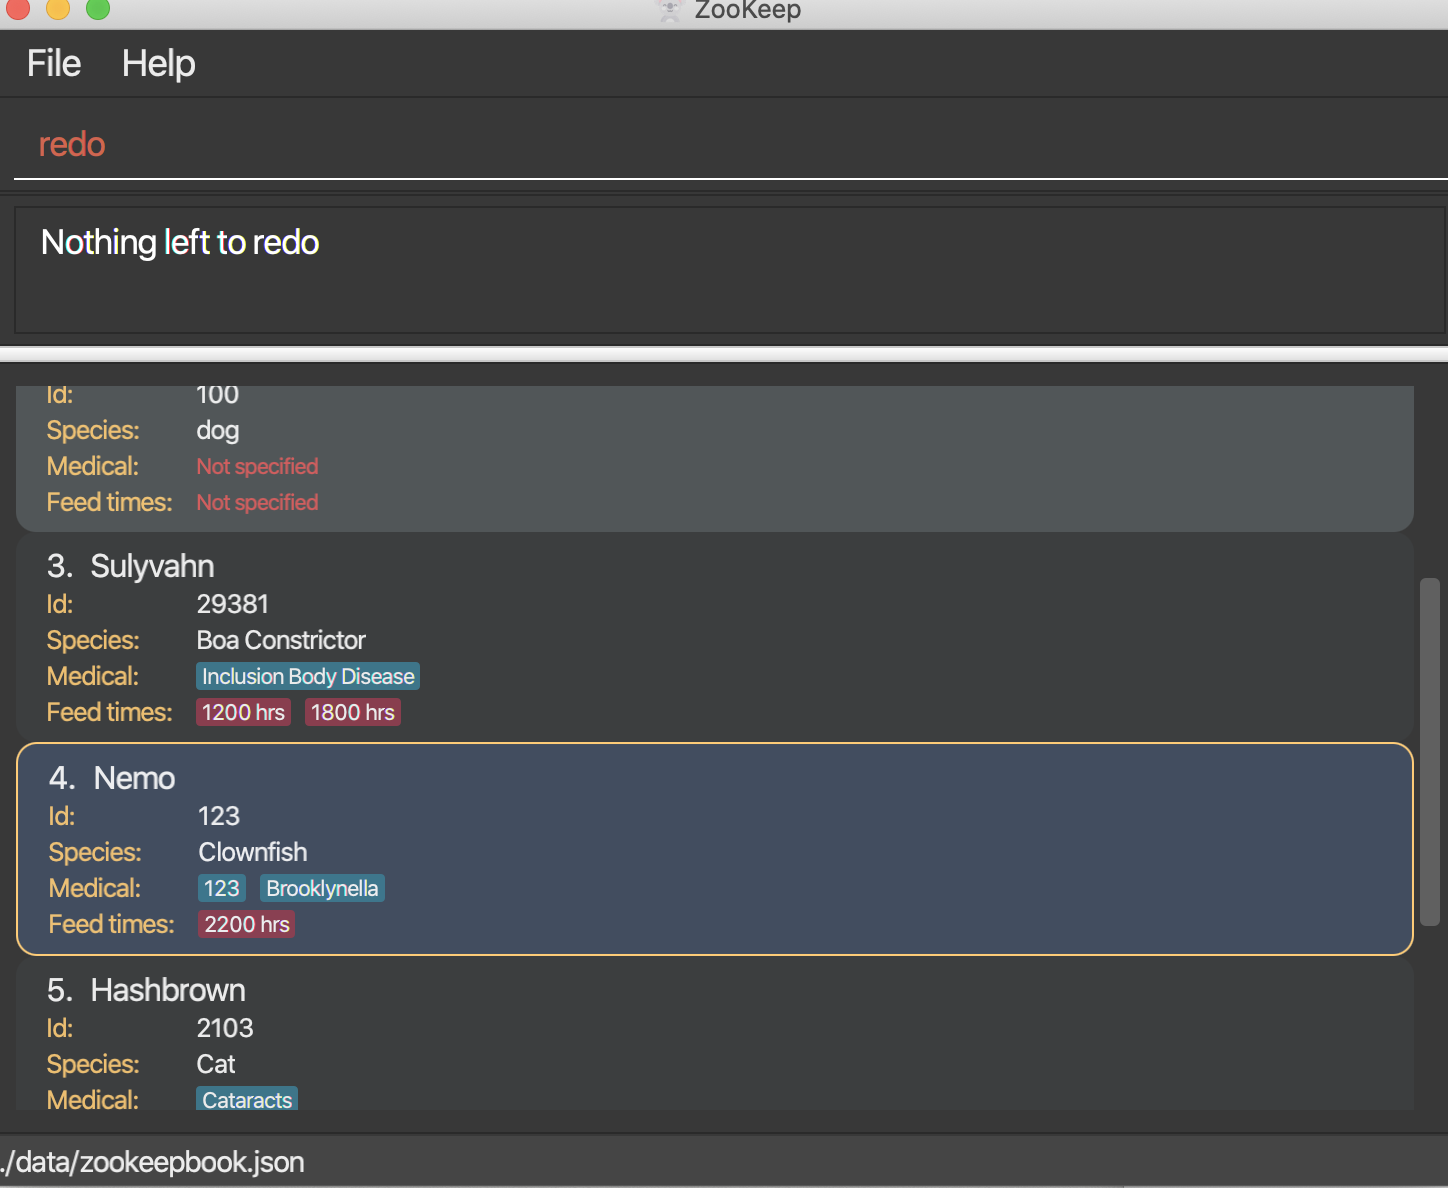 ZooKeep
File Help
redo
Nothing left to redo
Id: 100
Species: dog
Medical: Not specified
Feed times: Not specified
3. Sulyvahn
Id: 29381
Species: Boa Constrictor
Medical: Inclusion Body Disease
Feed times: 1200 hrs 1800 hrs
4. Nemo
Id: 123
Species: Clownfish
Medical: 123 Brooklynella
Feed times: 2200 hrs
5. Hashbrown
Id: 2103
Species: Cat
Medical: Cataracts
./data/zookeepbook.json